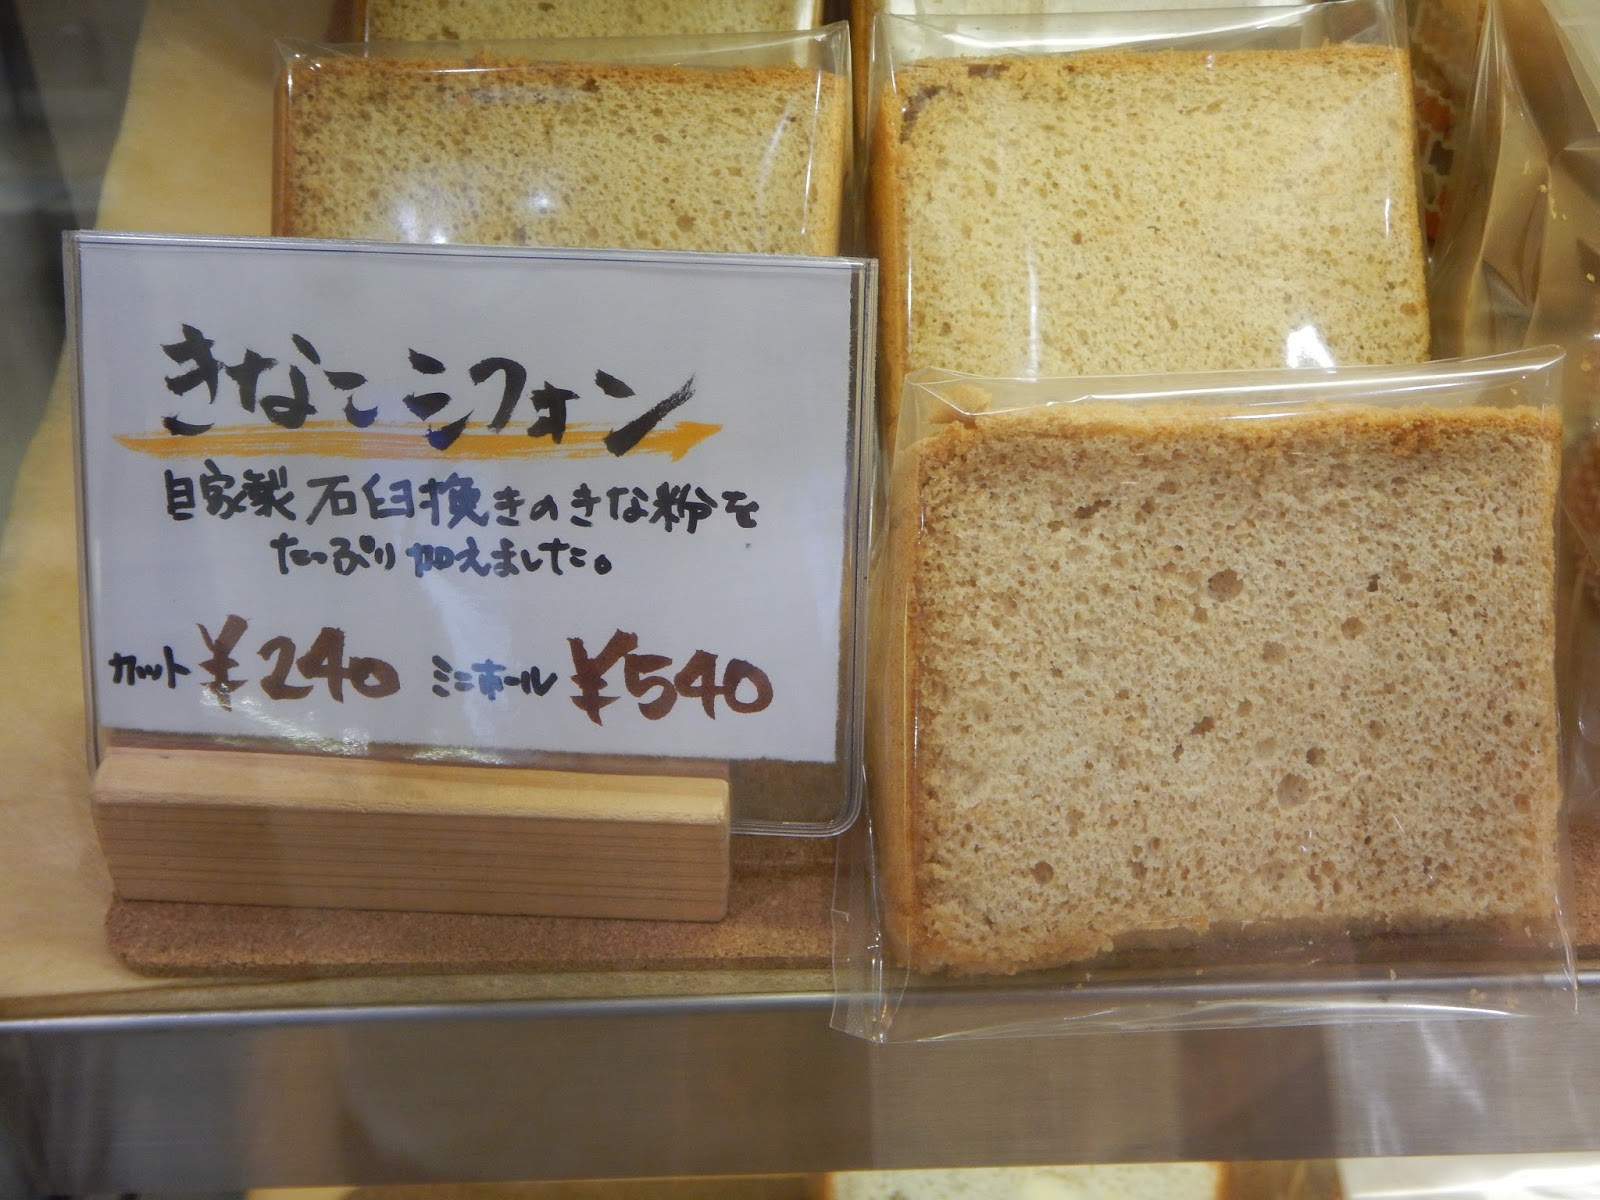 きなこシフォン
自家製 石臼挽きのきな粉を
たっぷり加えました。
カット ¥240 ミニホール ¥540